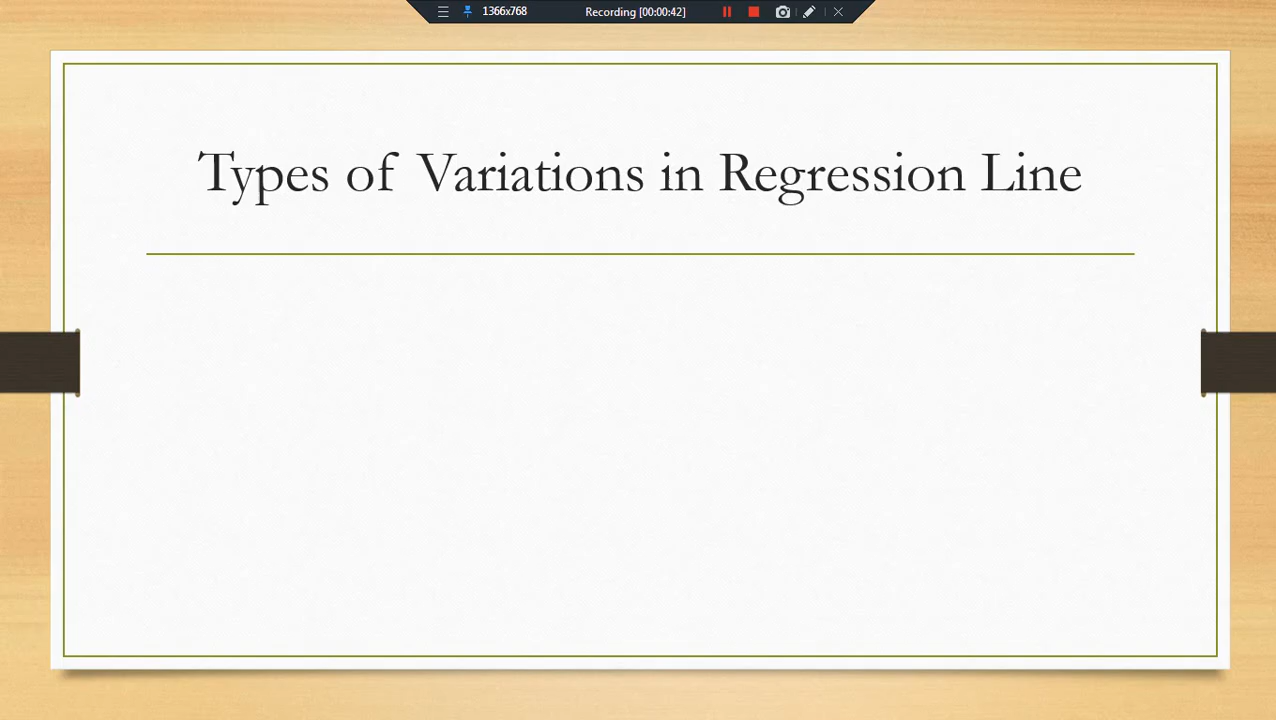 1366x768 Recording [00:00:42]
Types of Variations in Regression Line